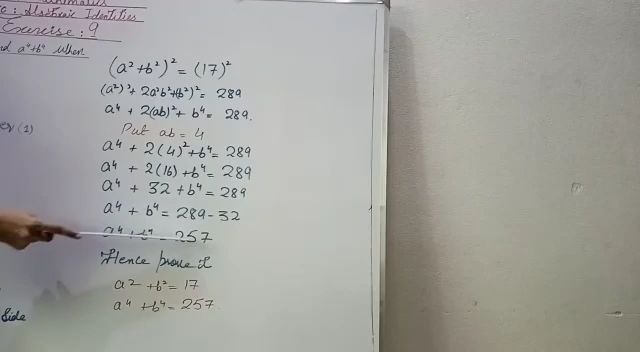 Algebraic Identities
Exercise : 9
a⁴+b⁴ when
(a² + b²)² = (17)²
(a²)² + 2a²b² + (b²)² = 289
a⁴ + 2(ab)² + b⁴ = 289.
Put ab = 4
a⁴ + 2(4)² + b⁴ = 289
a⁴ + 2(16) + b⁴ = 289
a⁴ + 32 + b⁴ = 289
a⁴ + b⁴ = 289 - 32
a⁴ + b⁴ = 257
Hence prove it
a² + b² = 17
a⁴ + b⁴ = 257
(1)
Side